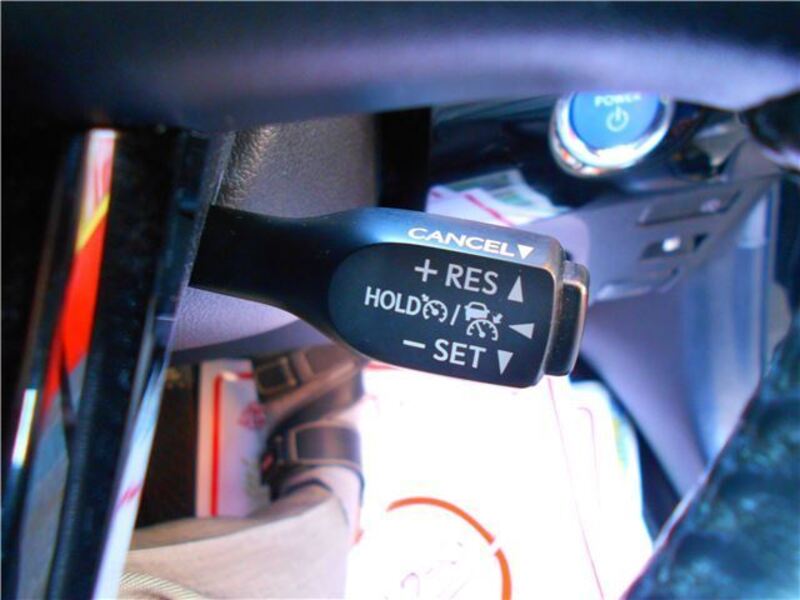 POWER
CANCEL▼
+ RES ▲
HOLD / ◀
− SET ▼